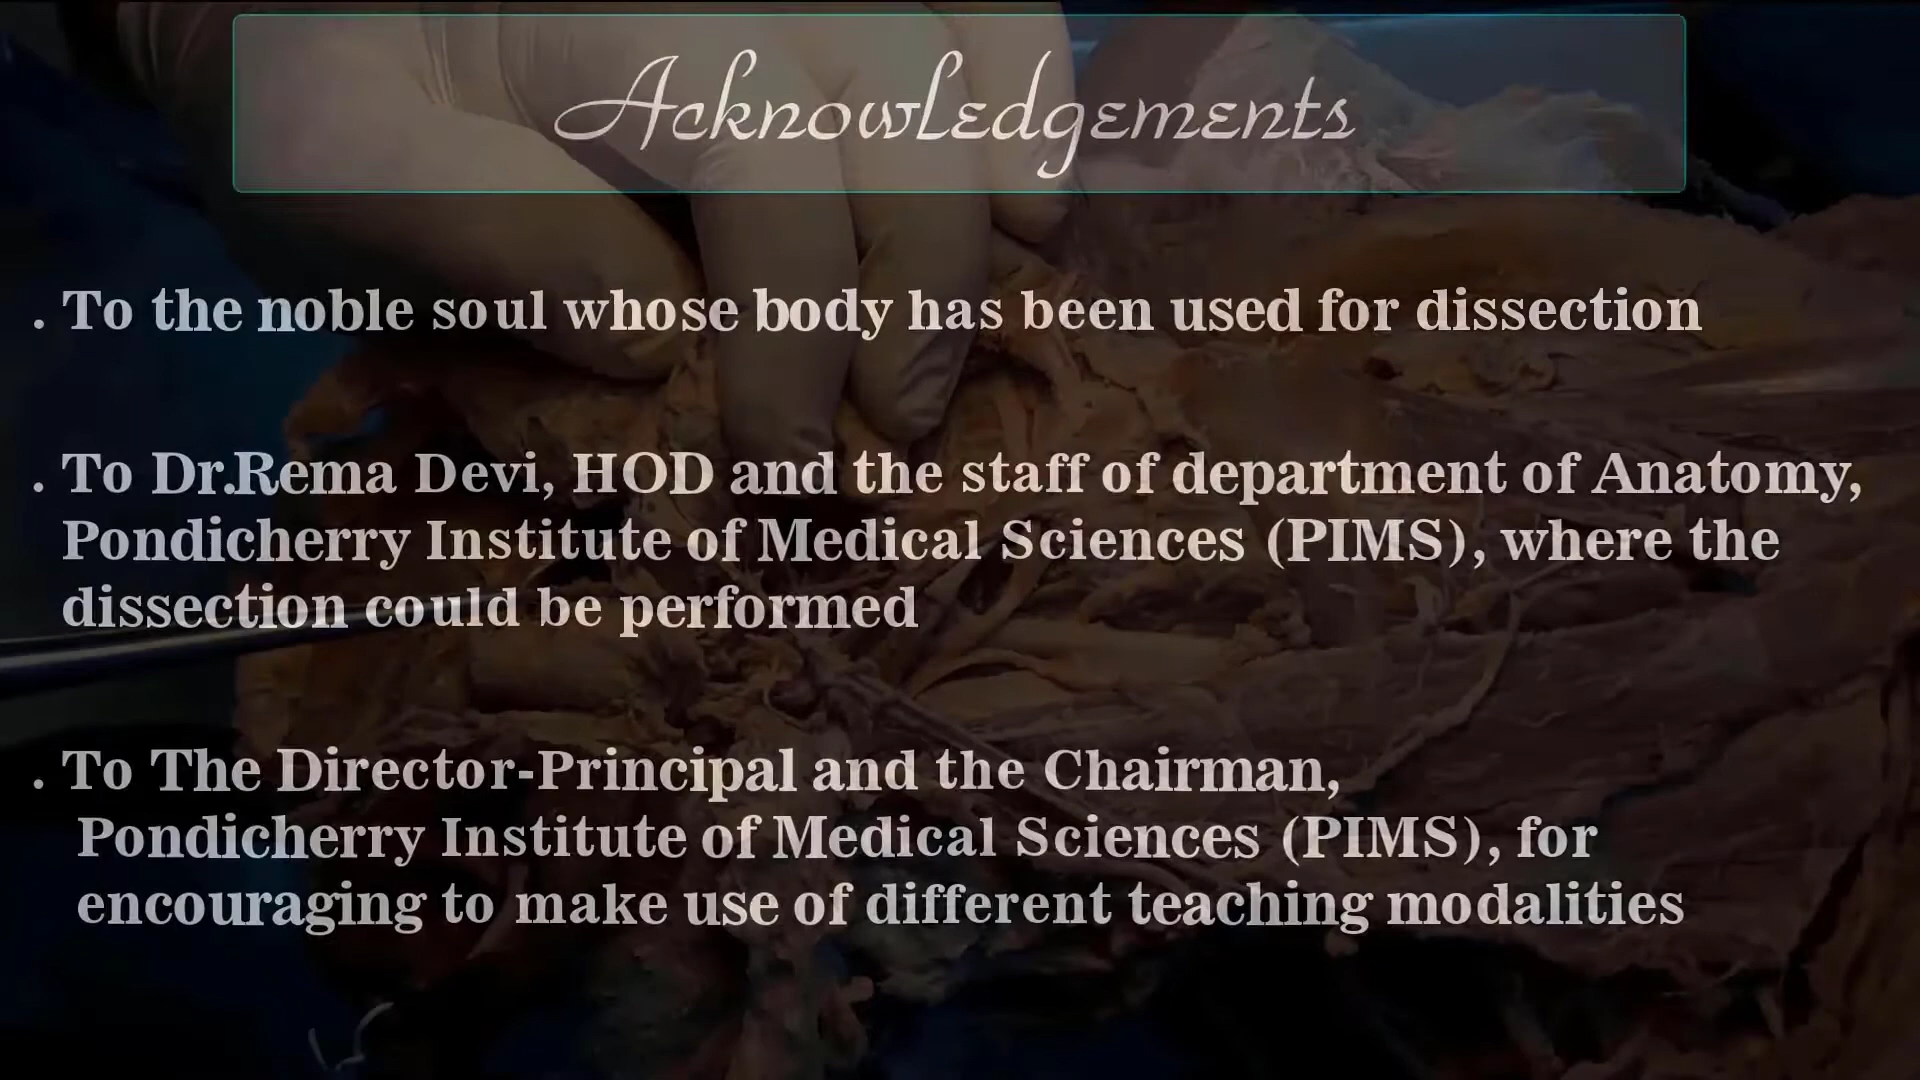 Acknowledgements
. To the noble soul whose body has been used for dissection
. To Dr.Rema Devi, HOD and the staff of department of Anatomy,
Pondicherry Institute of Medical Sciences (PIMS), where the
dissection could be performed
. To The Director-Principal and the Chairman,
Pondicherry Institute of Medical Sciences (PIMS), for
encouraging to make use of different teaching modalities